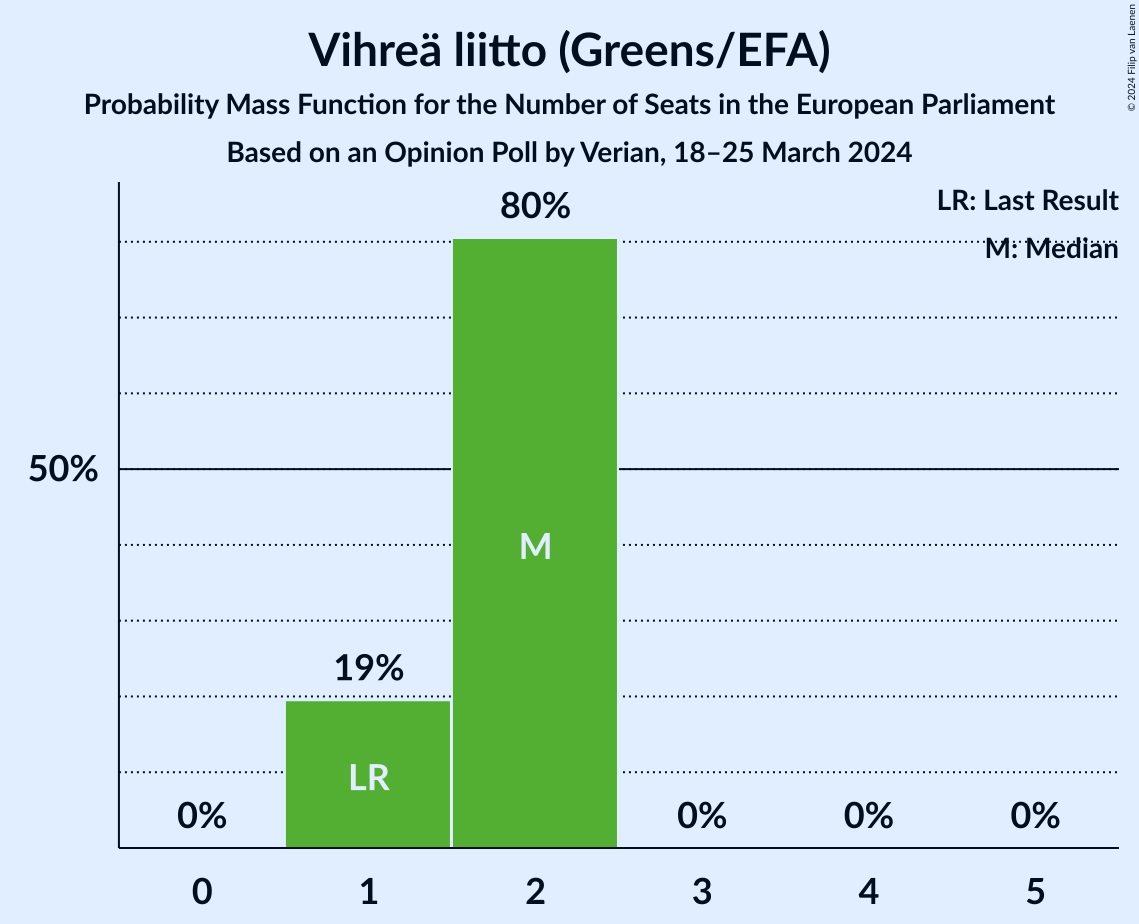 Vihreä liitto (Greens/EFA)
Probability Mass Function for the Number of Seats in the European Parliament
Based on an Opinion Poll by Verian, 18–25 March 2024
© 2024 Filip van Laenen
LR: Last Result
M: Median
80%
50%
M
19%
LR
0%
0%
0%
0%
0
1
2
3
4
5